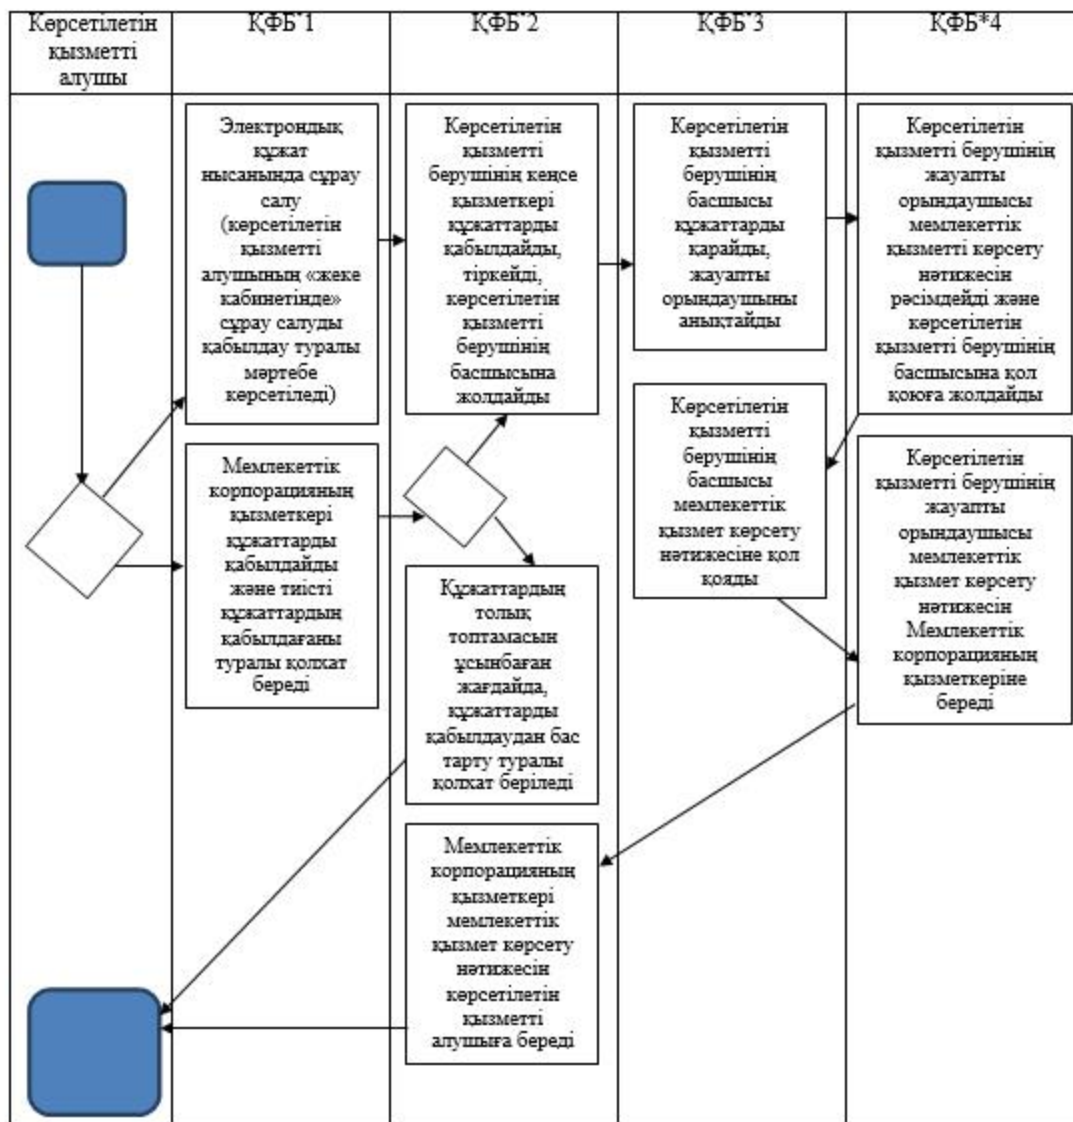 Көрсетілетін
қызметті
алушы
ҚФБ*1
ҚФБ*2
ҚФБ*3
ҚФБ*4
Электрондық
құжат
нысанында сұрау
салу
(көрсетілетін
қызметті
алушының «жеке
кабинетінде»
сұрау салуды
қабылдау туралы
мәртебе
көрсетіледі)
Мемлекеттік
корпорацияның
қызметкері
құжаттарды
қабылдайды
және тиісті
құжаттардың
қабылдағаны
туралы қолхат
береді
Көрсетілетін
қызметті
берушінің кеңсе
қызметкері
құжаттарды
қабылдайды,
тіркейді,
көрсетілетін
қызметті
берушінің
басшысына
жолдайды
Құжаттардың
толық
топтамасын
ұсынбаған
жағдайда,
құжаттарды
қабылдаудан бас
тарту туралы
қолхат беріледі
Мемлекеттік
корпорацияның
қызметкері
мемлекеттік
қызмет көрсету
нәтижесін
көрсетілетін
қызметті
алушыға береді
Көрсетілетін
қызметті
берушінің
басшысы
құжаттарды
қарайды,
жауапты
орындаушыны
анықтайды
Көрсетілетін
қызметті
берушінің
басшысы
мемлекеттік
қызмет көрсету
нәтижесіне қол
қояды
Көрсетілетін
қызметті берушінің
жауапты
орындаушысы
мемлекеттік
қызметті көрсету
нәтижесін
рәсімдейді және
көрсетілетін
қызметті берушінің
басшысына қол
қоюға жолдайды
Көрсетілетін
қызметті берушінің
жауапты
орындаушысы
мемлекеттік
қызмет көрсету
нәтижесін
Мемлекеттік
корпорацияның
қызметкеріне
береді